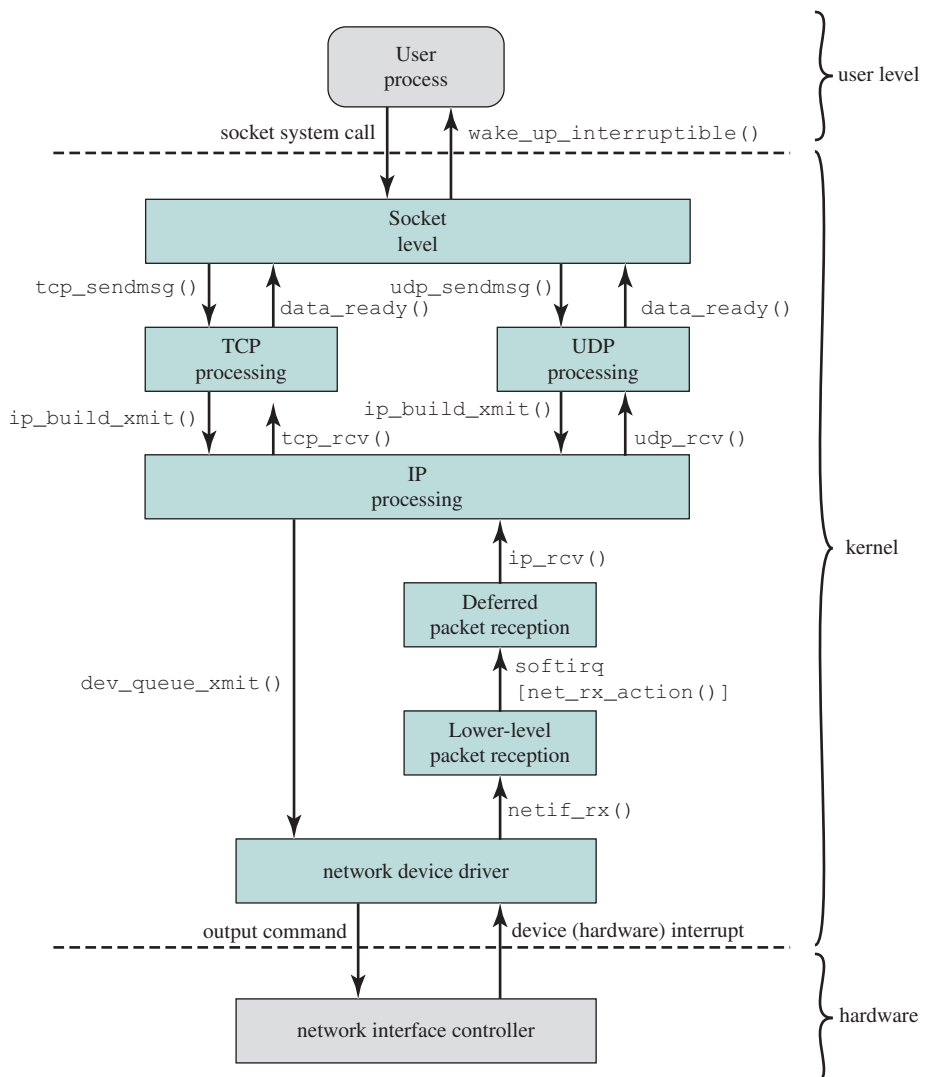 User
process
user level
socket system call
wake_up_interruptible()
Socket
level
tcp_sendmsg()
data_ready()
udp_sendmsg()
data_ready()
TCP
processing
UDP
processing
ip_build_xmit()
tcp_rcv()
ip_build_xmit()
udp_rcv()
IP
processing
kernel
ip_rcv()
Deferred
packet reception
dev_queue_xmit()
softirq
[net_rx_action()]
Lower-level
packet reception
netif_rx()
network device driver
output command
device (hardware) interrupt
network interface controller
hardware